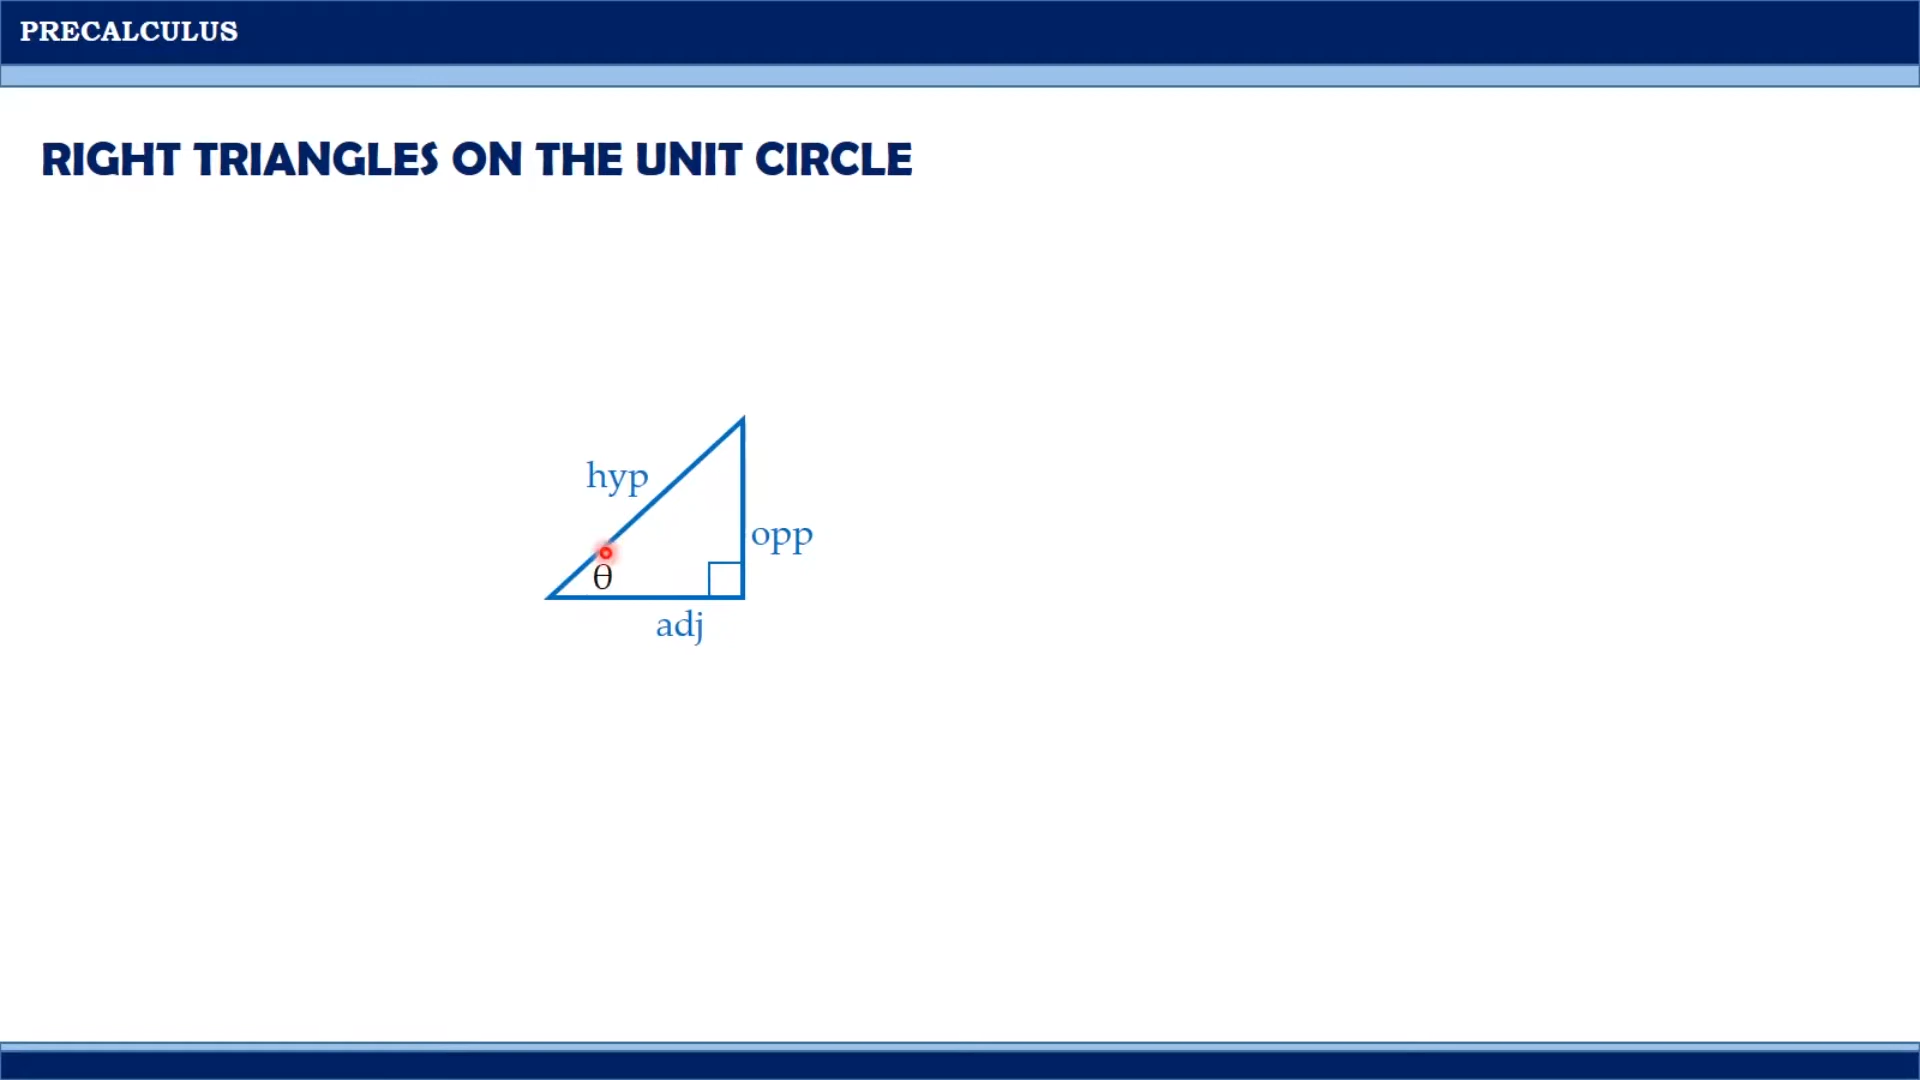 PRECALCULUS
RIGHT TRIANGLES ON THE UNIT CIRCLE
hyp
opp
θ
adj